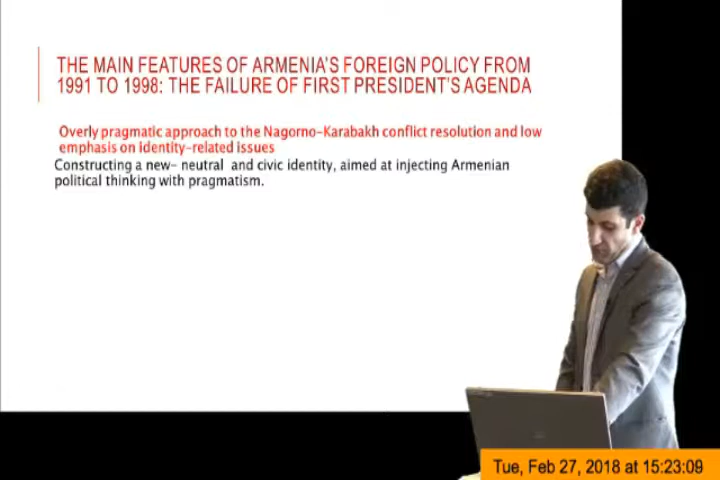 THE MAIN FEATURES OF ARMENIA'S FOREIGN POLICY FROM
1991 TO 1998: THE FAILURE OF FIRST PRESIDENT'S AGENDA
Overly pragmatic approach to the Nagorno-Karabakh conflict resolution and low
emphasis on identity-related issues
Constructing a new- neutral and civic identity, aimed at injecting Armenian
political thinking with pragmatism.
Tue, Feb 27, 2018 at 15:23:09